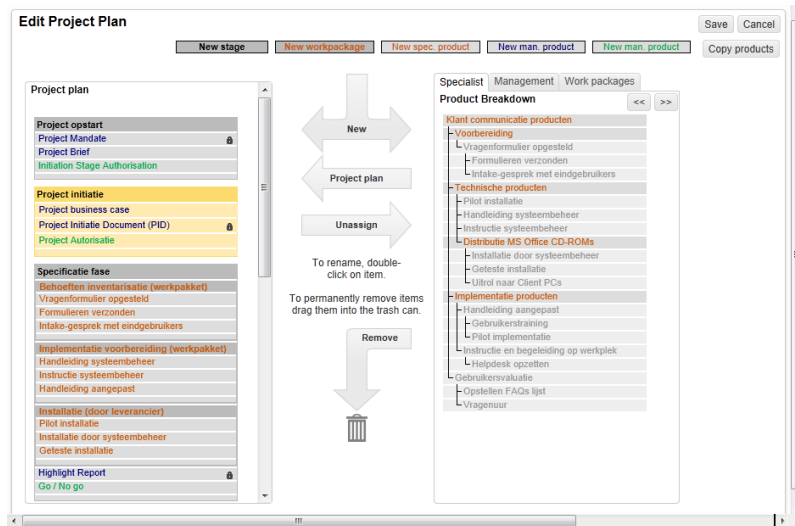 Edit Project Plan
Save
Cancel
New stage
New workpackage
New spec. product
New man. product
New man. product
Copy products
Project plan
Project opstart
Project Mandate
Project Brief
Initiation Stage Authorisation
Project initiatie
Project business case
Project Initiatie Document (PID)
Project Autorisatie
Specificatie fase
Behoeften inventarisatie (werkpakket)
Vragenformulier opgesteld
Formulieren verzonden
Intake-gesprek met eindgebruikers
Implementatie voorbereiding (werkpakket)
Handleiding systeembeheer
Instructie systeembeheer
Handleiding aangepast
Installatie (door leverancier)
Pilot installatie
Installatie door systeembeheer
Geteste installatie
Highlight Report
Go / No go
New
Project plan
Unassign
To rename, double-
click on item.
To permanently remove items
drag them into the trash can.
Remove
Specialist
Management
Work packages
Product Breakdown
<<
>>
Klant communicatie producten
Voorbereiding
Vragenformulier opgesteld
Formulieren verzonden
Intake-gesprek met eindgebruikers
Technische producten
Pilot installatie
Handleiding systeembeheer
Instructie systeembeheer
Distributie MS Office CD-ROMs
Installatie door systeembeheer
Geteste installatie
Uitrol naar Client PCs
Implementatie producten
Handleiding aangepast
Gebruikerstraining
Pilot implementatie
Instructie en begeleiding op werkplek
Helpdesk opzetten
Gebruikersvaluatie
Opstellen FAQs lijst
Vragenuur